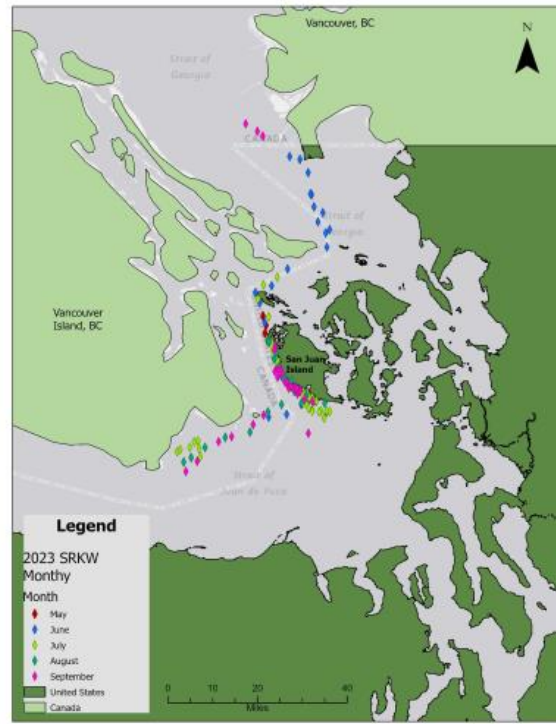 Vancouver, BC
N
Strait of
Georgia
CANADA
Strait of
Georgia
Vancouver
Island, BC
San Juan
Island
CANADA
Strait of
Juan de Fuca
Legend
2023 SRKW
Monthy
Month
May
June
July
August
September
United States
Canada
0 10 20 40
Miles